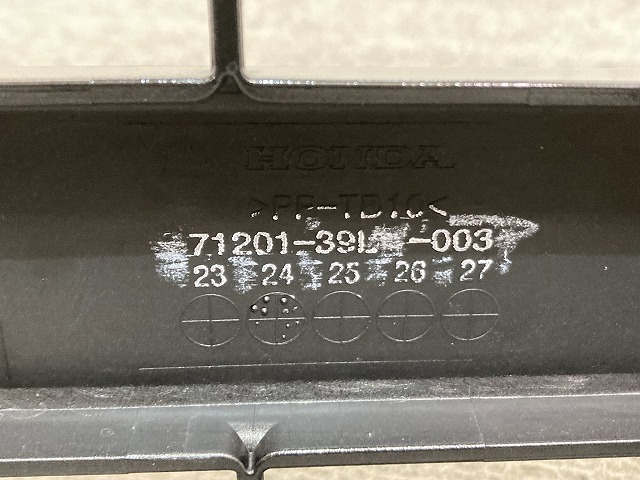 HONDA
>PP-TD10<
71201-39L -003
23 24 25 26 27